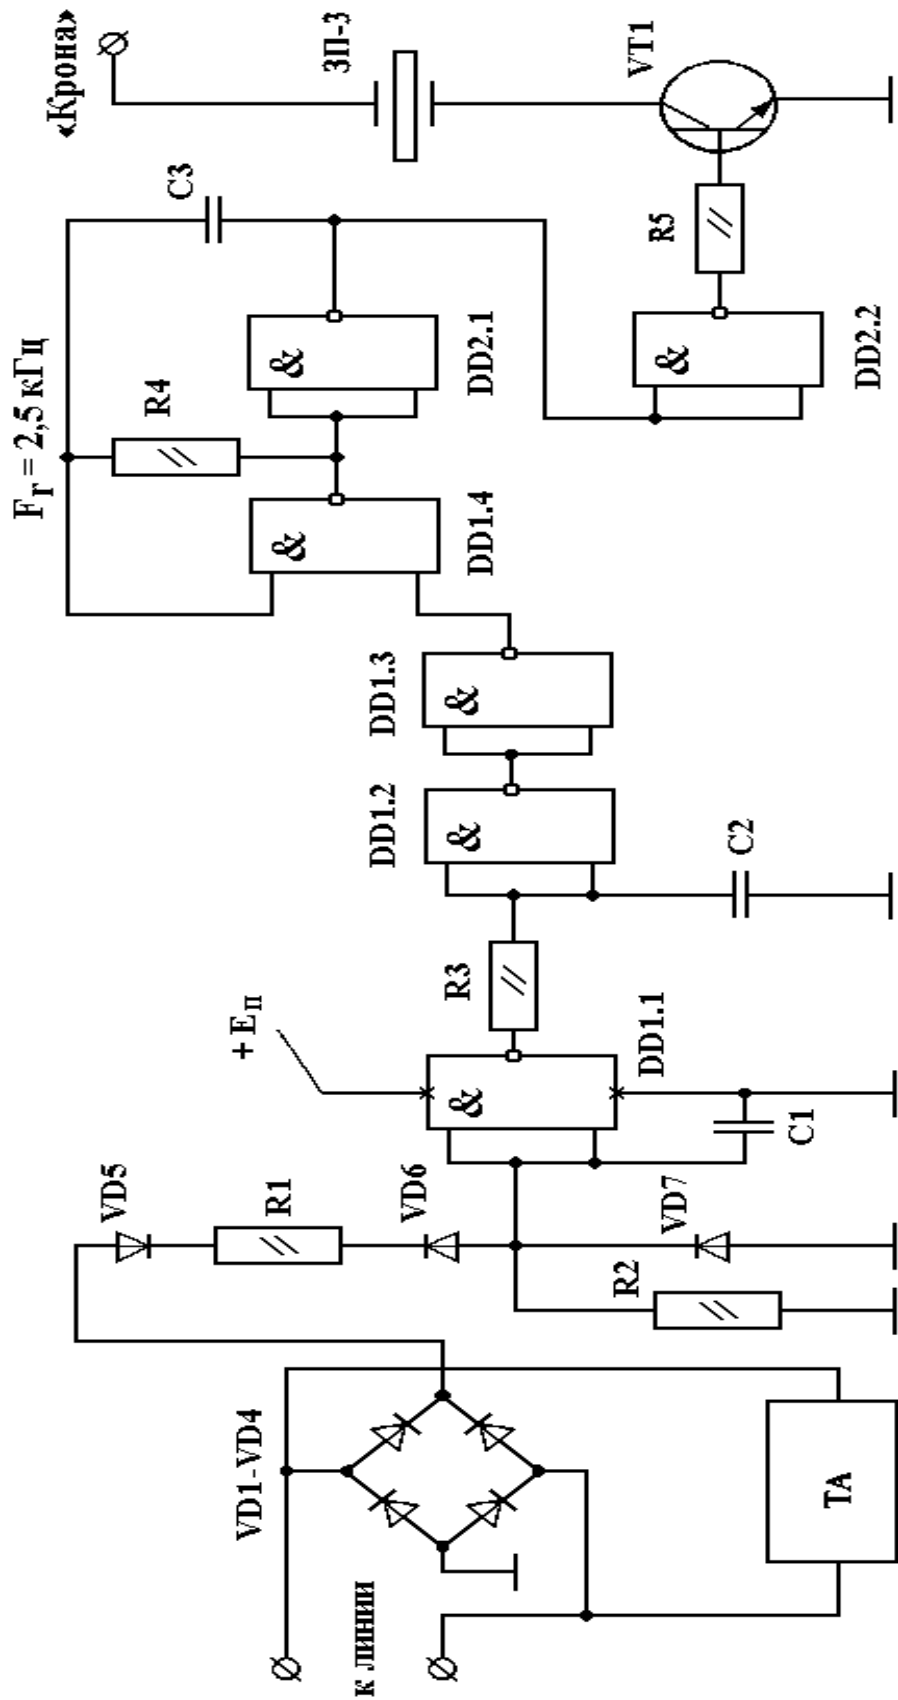 «Крона»
ЗП-3
VT1
C3
R5
F_Г = 2,5 кГц
R4
&
DD2.1
&
DD2.2
&
DD1.4
&
DD1.3
&
DD1.2
C2
R3
+ E_П
&
DD1.1
C1
VD5
R1
VD6
VD7
R2
VD1-VD4
к линии
ТА